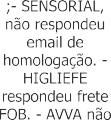 ;- SENSORIAL,
não respondeu
email de
homologação. -
HIGLIEFE
respondeu frete
FOB. - AVVA não